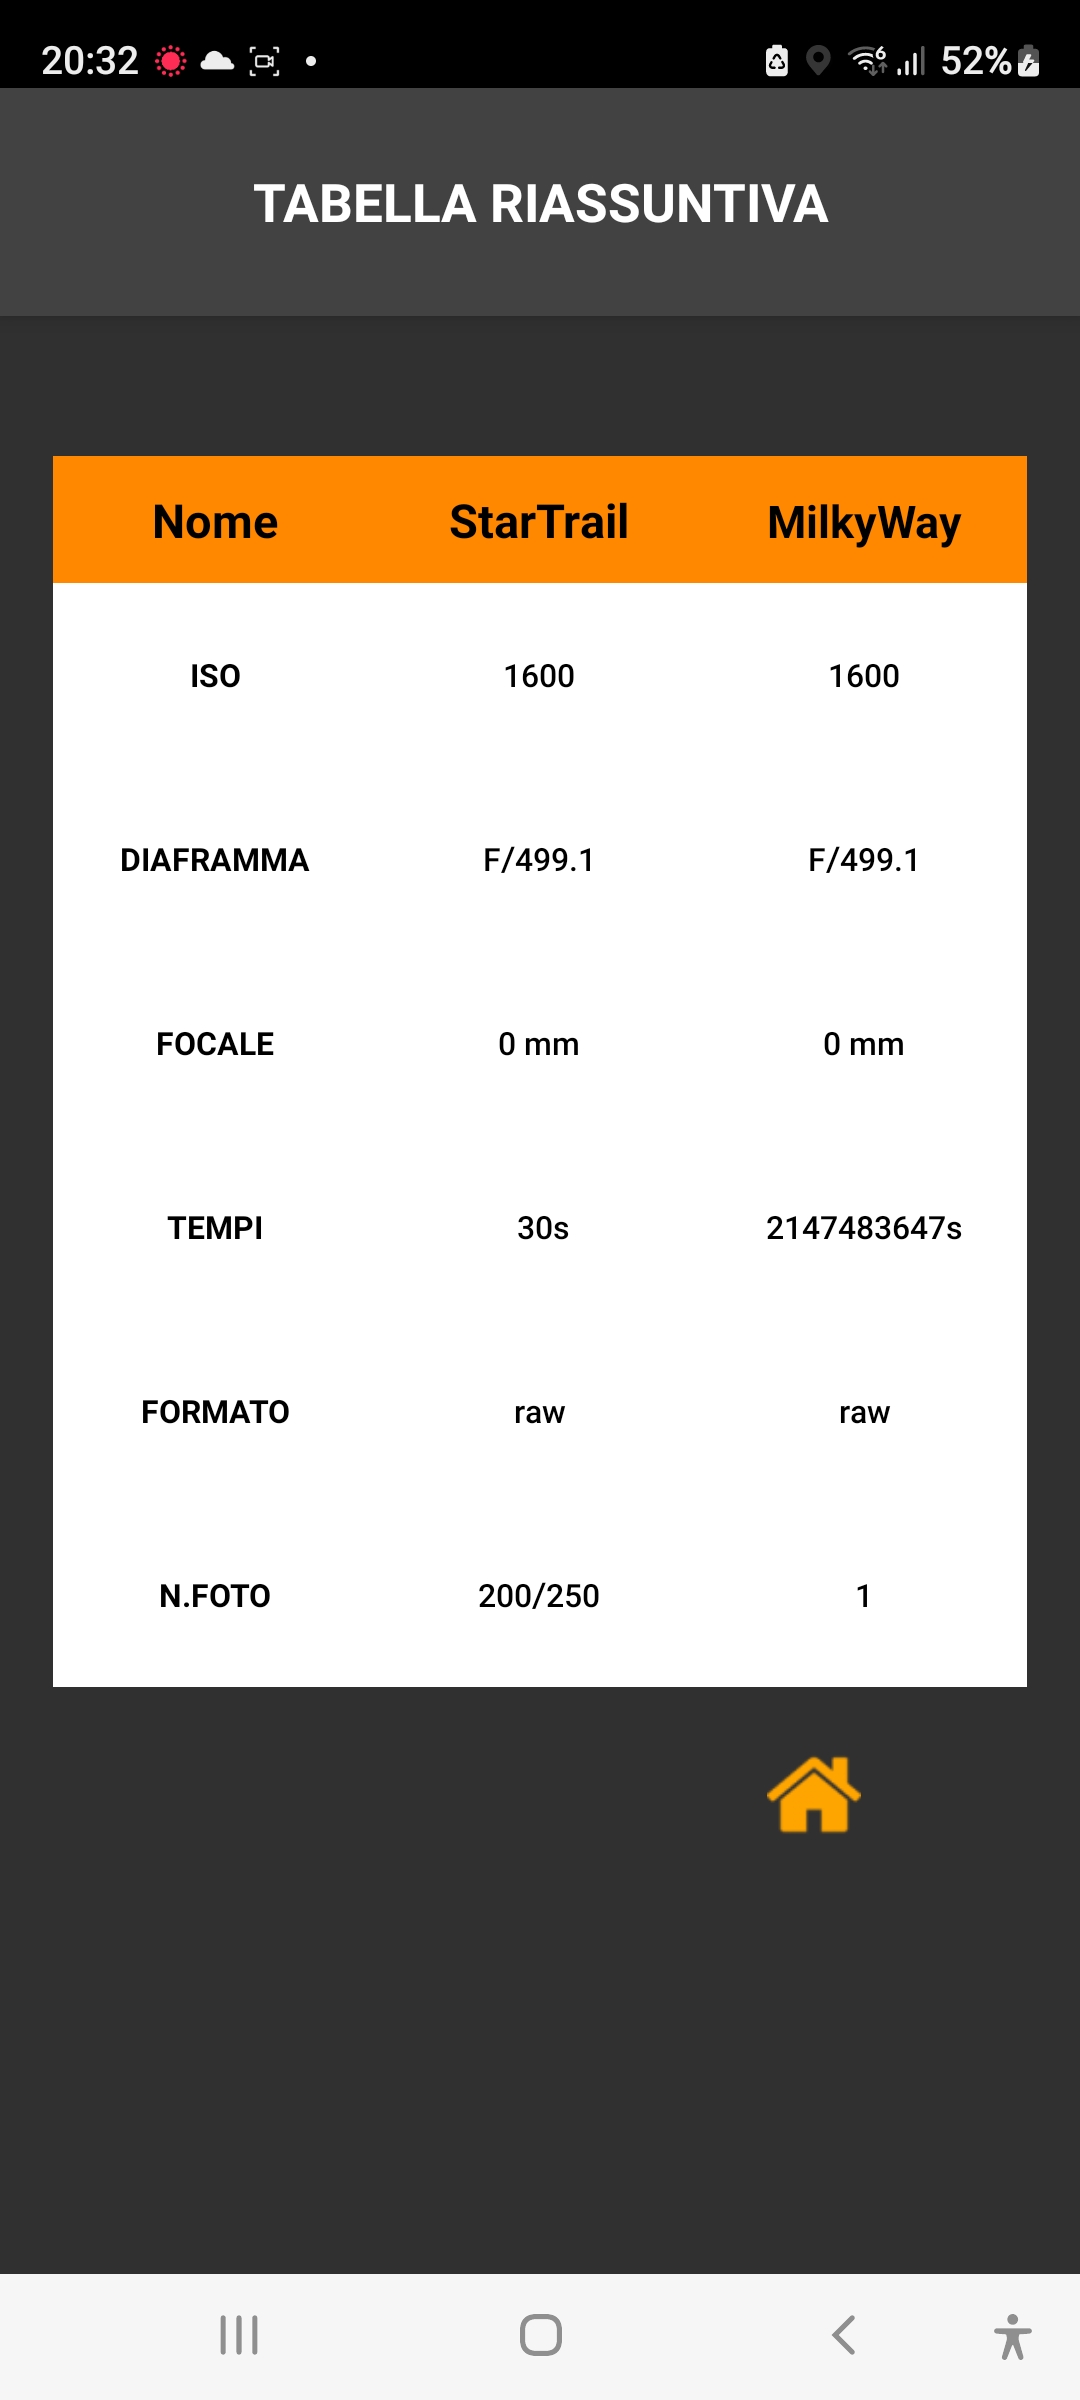 20:32 52%
TABELLA RIASSUNTIVA
Nome StarTrail MilkyWay
ISO 1600 1600
DIAFRAMMA F/499.1 F/499.1
FOCALE 0 mm 0 mm
TEMPI 30s 2147483647s
FORMATO raw raw
N.FOTO 200/250 1